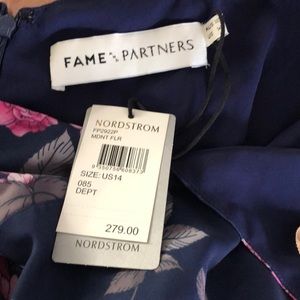 FAME PARTNERS
NORDSTROM
FP2922P
MDNT FLR
SIZE:US14
085
DEPT
279.00
NORDSTROM